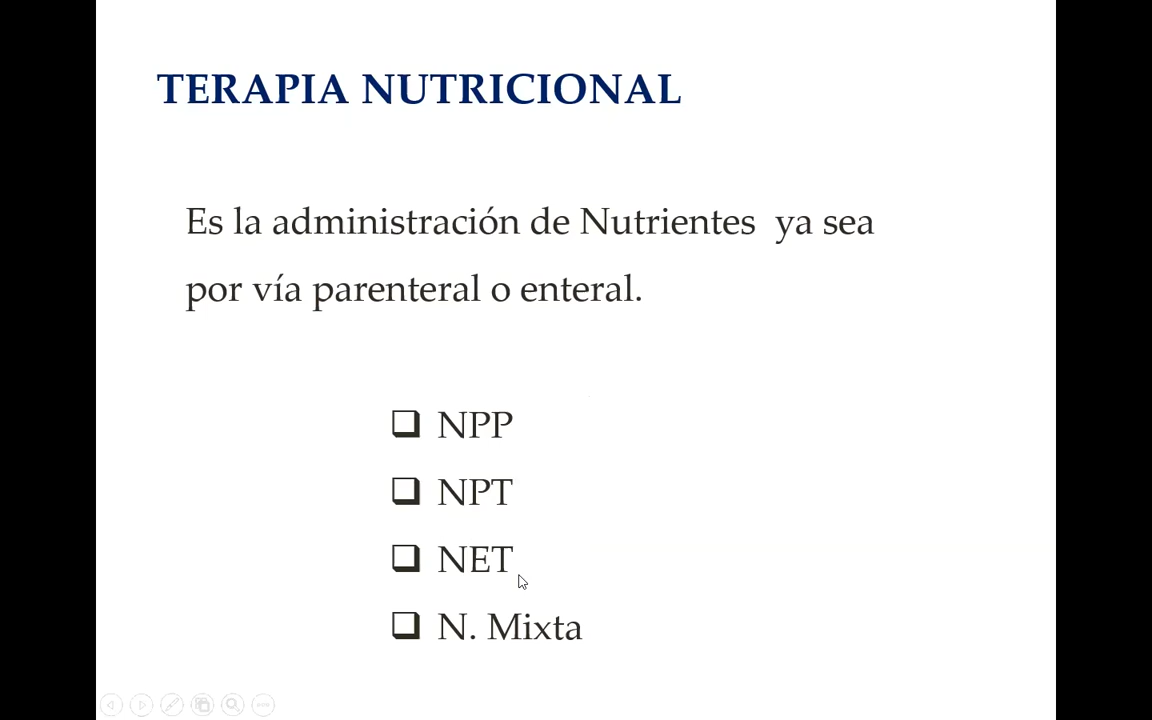 TERAPIA NUTRICIONAL
Es la administración de Nutrientes ya sea
por vía parenteral o enteral.
NPP
NPT
NET
N. Mixta